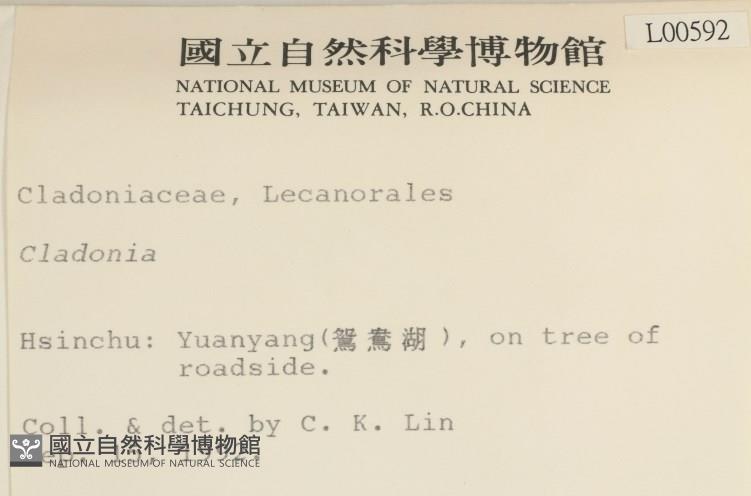 L00592
國立自然科學博物館
NATIONAL MUSEUM OF NATURAL SCIENCE
TAICHUNG, TAIWAN, R.O.CHINA
Cladoniaceae, Lecanorales
Cladonia
Hsinchu: Yuanyang(鴛鴦湖), on tree of
roadside.
Coll. & det. by C. K. Lin
國立自然科學博物館
NATIONAL MUSEUM OF NATURAL SCIENCE